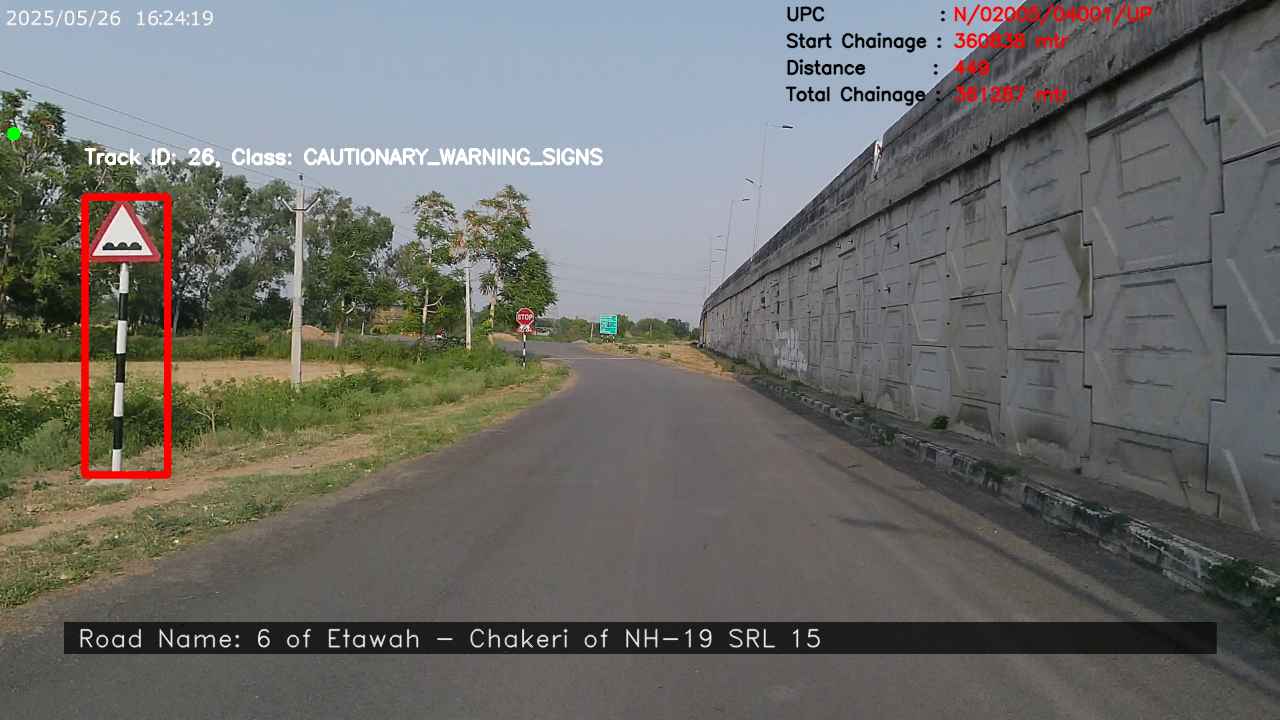 2025/05/26 16:24:19
UPC : N/02005/04001/UP
Start Chainage : 360838 mtr
Distance : 449
Total Chainage : 361287 mtr
Track ID: 26, Class: CAUTIONARY_WARNING_SIGNS
STOP
Road Name: 6 of Etawah - Chakeri of NH-19 SRL 15